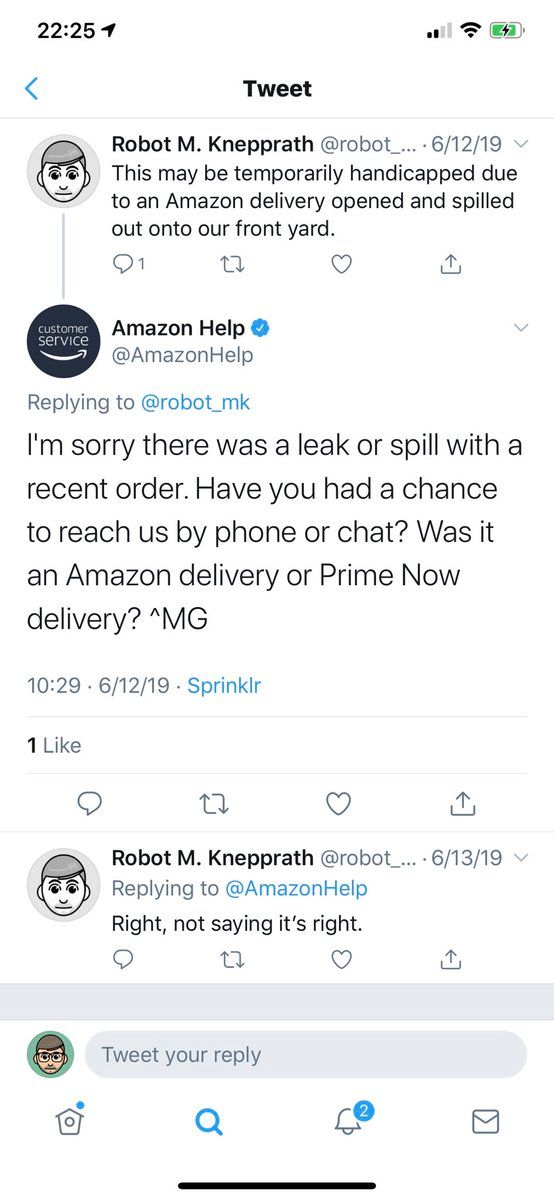 22:25
Tweet
Robot M. Knepprath @robot_... · 6/12/19
This may be temporarily handicapped due
to an Amazon delivery opened and spilled
out onto our front yard.
1
customer
service
Amazon Help
@AmazonHelp
Replying to @robot_mk
I'm sorry there was a leak or spill with a
recent order. Have you had a chance
to reach us by phone or chat? Was it
an Amazon delivery or Prime Now
delivery? ^MG
10:29 · 6/12/19 · Sprinklr
1 Like
Robot M. Knepprath @robot_... · 6/13/19
Replying to @AmazonHelp
Right, not saying it’s right.
Tweet your reply
2